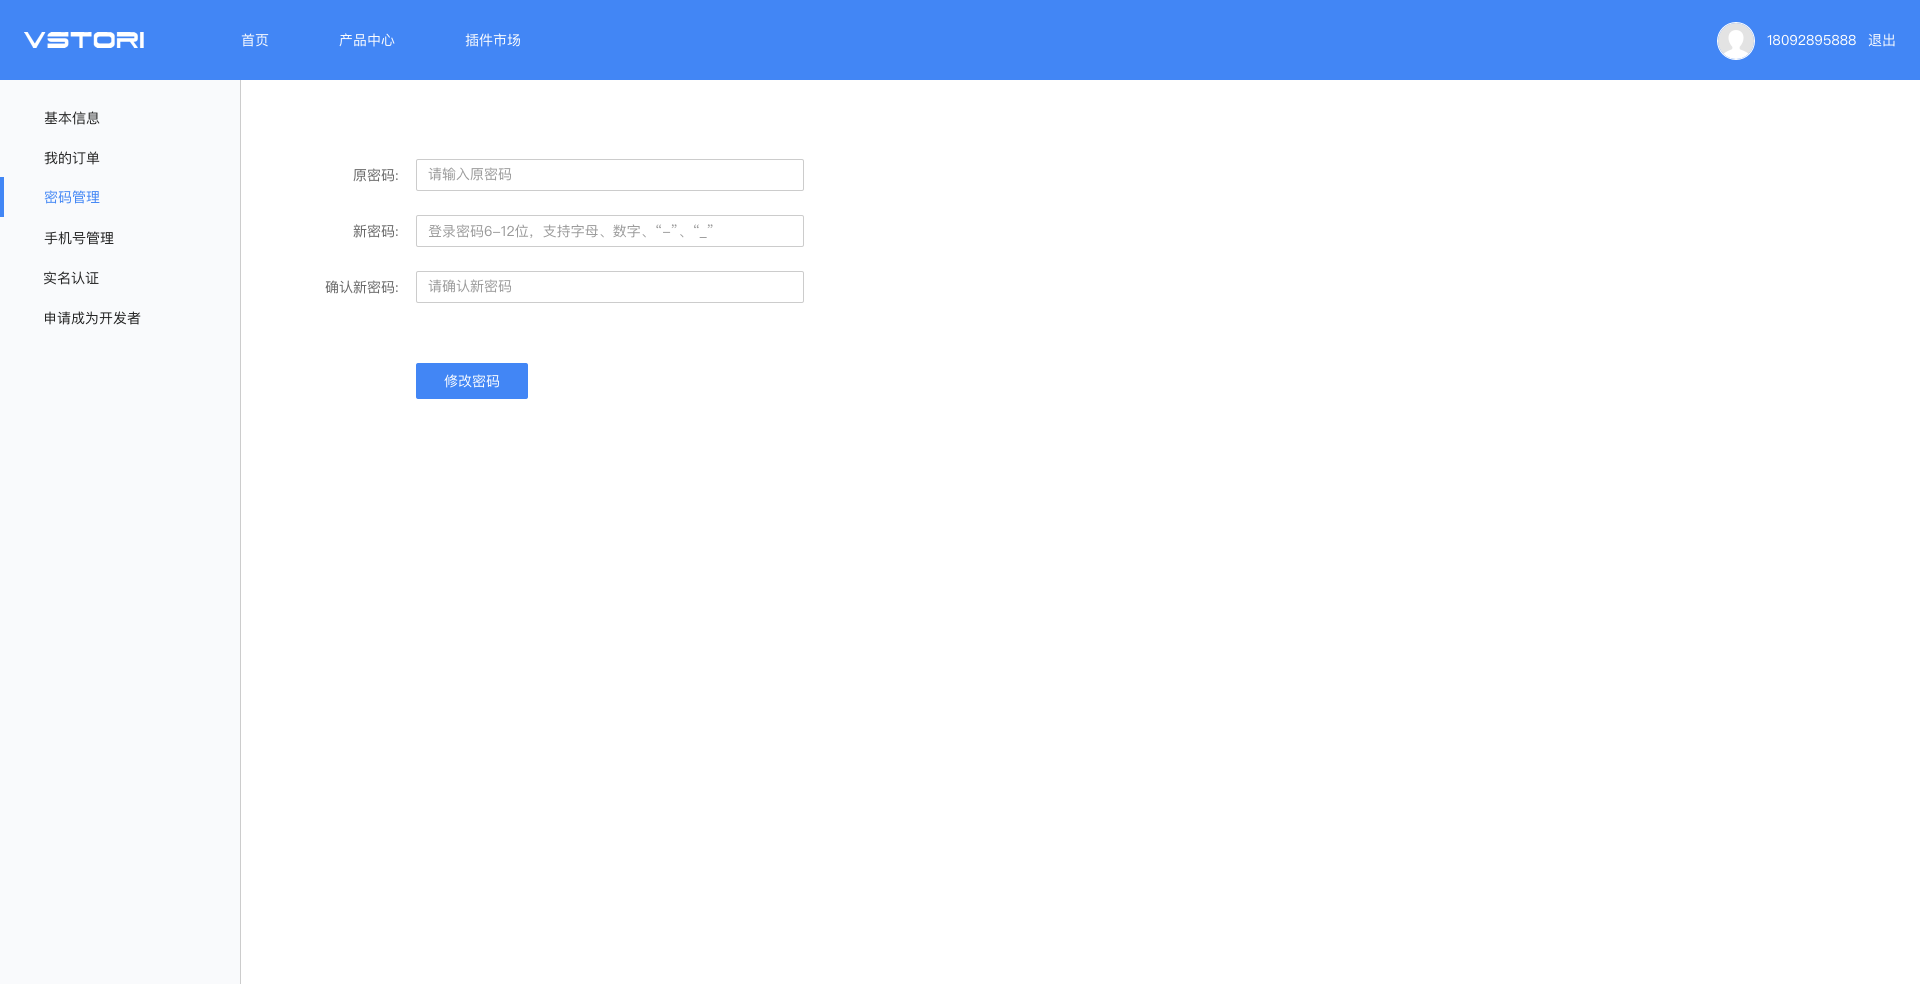 VSTORI 首页 产品中心 插件市场 18092895888 退出
基本信息
我的订单
密码管理
手机号管理
实名认证
申请成为开发者
原密码: 请输入原密码
新密码: 登录密码6-12位，支持字母、数字、“-”、“_”
确认新密码: 请确认新密码
修改密码